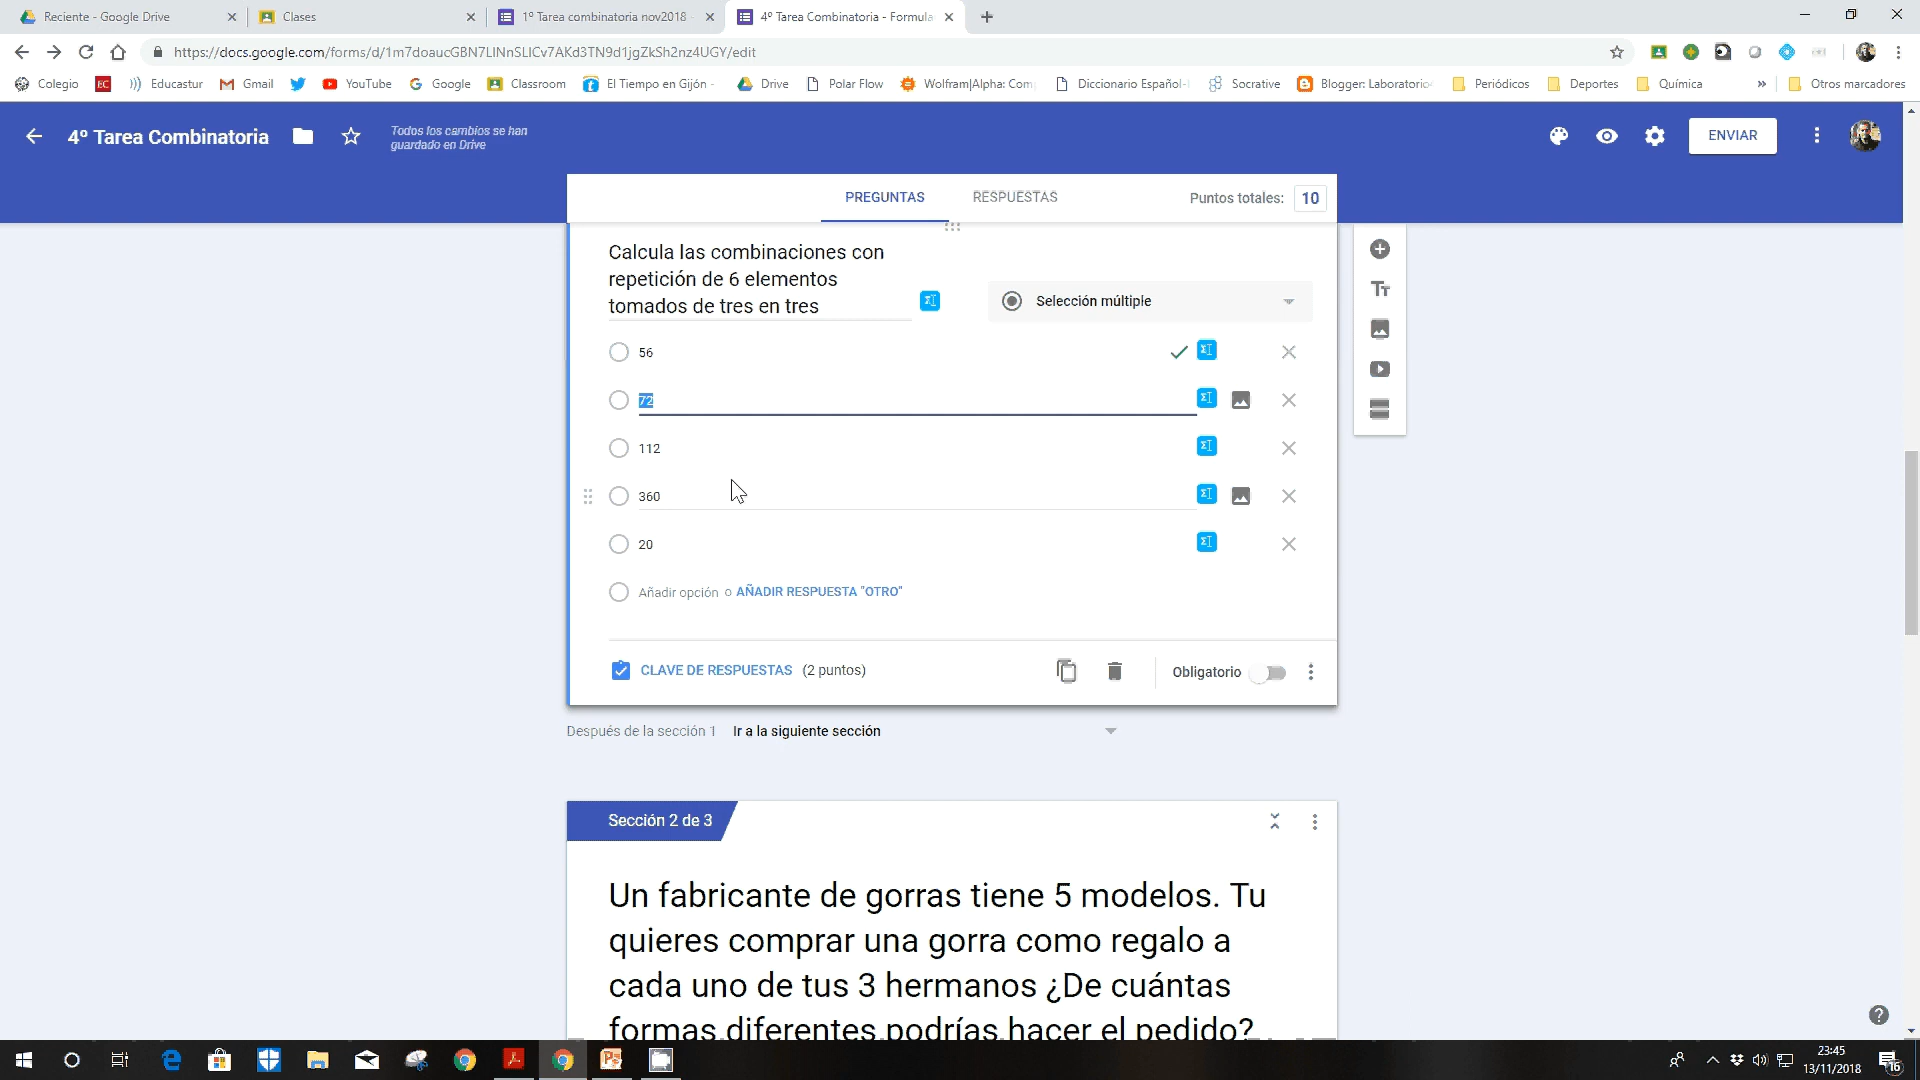 Reciente - Google Drive
Clases
1º Tarea combinatoria nov2018
4º Tarea Combinatoria - Formula
https://docs.google.com/forms/d/1m7doaucGBN7LINnSLICv7AKd3TN9d1jgZkSh2nz4UGY/edit
Colegio
EC
Educastur
Gmail
YouTube
Google
Classroom
El Tiempo en Gijón -
Drive
Polar Flow
Wolfram|Alpha: Com
Diccionario Español-
Socrative
Blogger: Laboratorio
Periódicos
Deportes
Química
»
Otros marcadores
4º Tarea Combinatoria
Todos los cambios se han
guardado en Drive
ENVIAR
PREGUNTAS
RESPUESTAS
Puntos totales:
10
Calcula las combinaciones con
repetición de 6 elementos
tomados de tres en tres
Selección múltiple
56
72
112
360
20
Añadir opción o AÑADIR RESPUESTA "OTRO"
CLAVE DE RESPUESTAS (2 puntos)
Obligatorio
Después de la sección 1 Ir a la siguiente sección
Sección 2 de 3
Un fabricante de gorras tiene 5 modelos. Tu
quieres comprar una gorra como regalo a
cada uno de tus 3 hermanos ¿De cuántas
formas diferentes podrías hacer el pedido?
23:45
13/11/2018
16